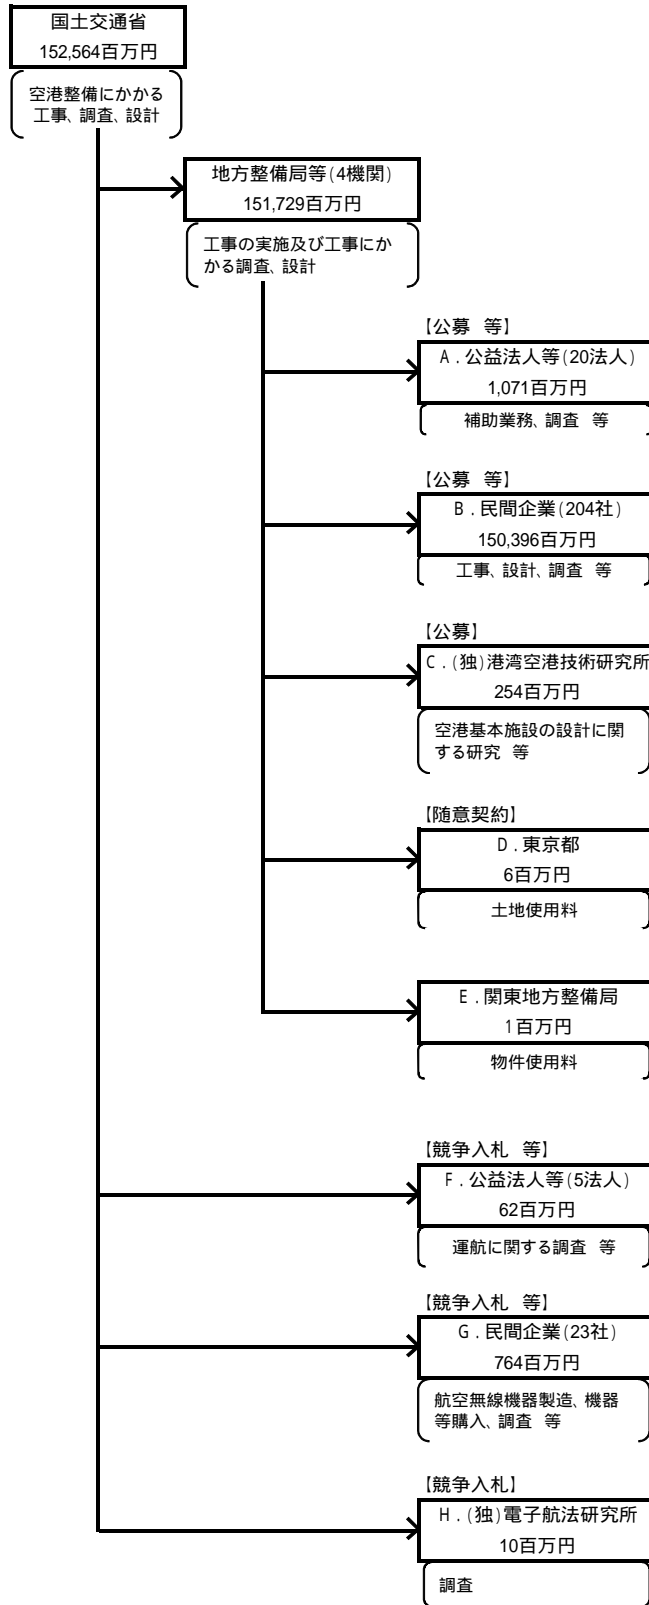 国土交通省
152,564百万円
空港整備にかかる
工事、調査、設計
地方整備局等(4機関)
151,729百万円
工事の実施及び工事にか
かる調査、設計
【公募 等】
A.公益法人等(20法人)
1,071百万円
補助業務、調査 等
【公募 等】
B.民間企業(204社)
150,396百万円
工事、設計、調査 等
【公募】
C.(独)港湾空港技術研究所
254百万円
空港基本施設の設計に関
する研究 等
【随意契約】
D.東京都
6百万円
土地使用料
E.関東地方整備局
1百万円
物件使用料
【競争入札 等】
F.公益法人等(5法人)
62百万円
運航に関する調査 等
【競争入札 等】
G.民間企業(23社)
764百万円
航空無線機器製造、機器
等購入、調査 等
【競争入札】
H.(独)電子航法研究所
10百万円
調査